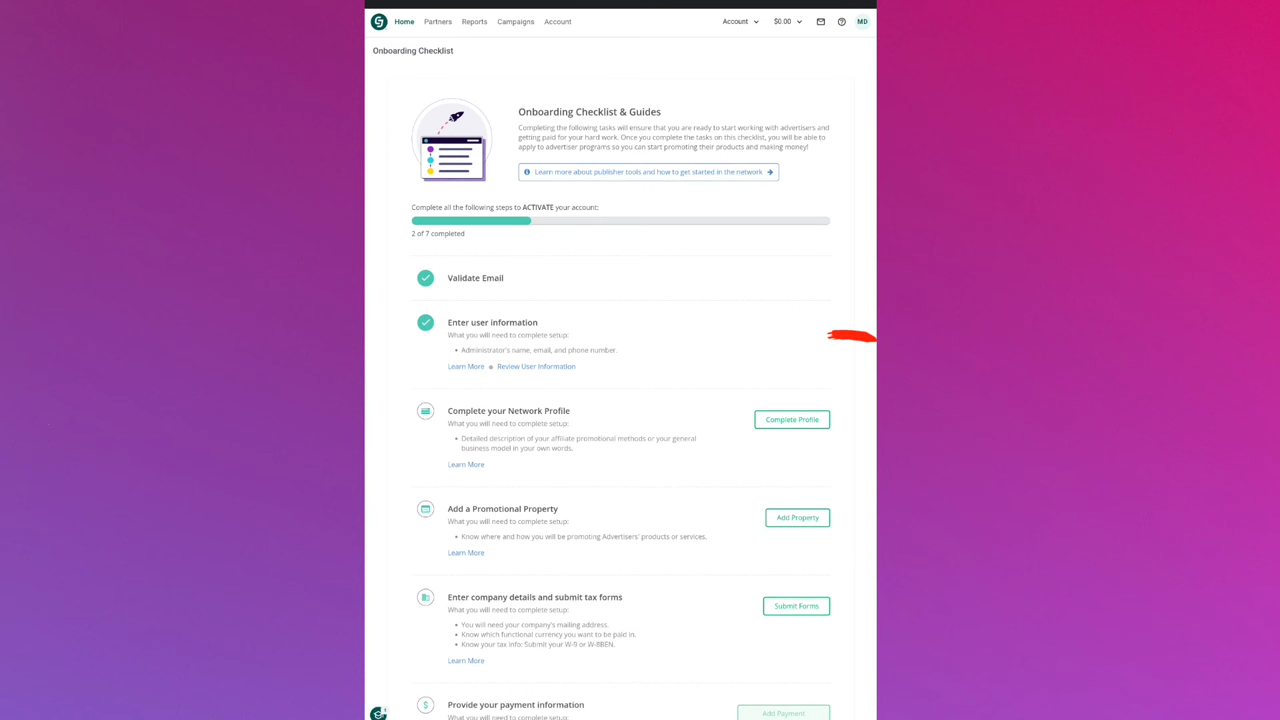 Home Partners Reports Campaigns Account Account $0.00 MD
Onboarding Checklist
Onboarding Checklist & Guides
Completing the following tasks will ensure that you are ready to start working with advertisers and
getting paid for your hard work. Once you complete the tasks on this checklist, you will be able to
apply to advertiser programs so you can start promoting their products and making money!
Learn more about publisher tools and how to get started in the network
Complete all the following steps to ACTIVATE your account:
2 of 7 completed
Validate Email
Enter user information
What you will need to complete setup:
• Administrator's name, email, and phone number.
Learn More • Review User Information
Complete your Network Profile
Complete Profile
What you will need to complete setup:
• Detailed description of your affiliate promotional methods or your general
business model in your own words.
Learn More
Add a Promotional Property
Add Property
What you will need to complete setup:
• Know where and how you will be promoting Advertisers' products or services.
Learn More
Enter company details and submit tax forms
Submit Forms
What you will need to complete setup:
• You will need your company's mailing address.
• Know which functional currency you want to be paid in.
• Know your tax info: Submit your W-9 or W-8BEN.
Learn More
Provide your payment information
Add Payment
What you will need to complete setup: